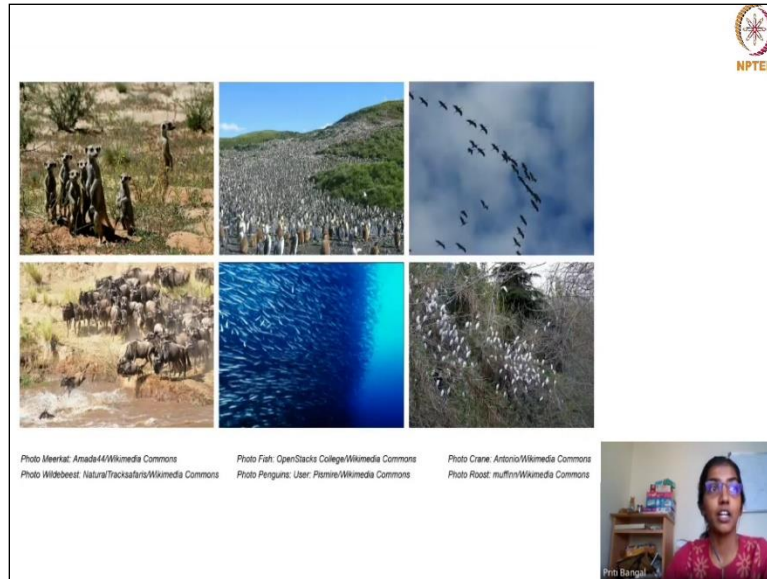 NPTEL
Photo Meerkat: Amada44/Wikimedia Commons
Photo Wildebeest: NaturalTracksafaris/Wikimedia Commons
Photo Fish: OpenStacks College/Wikimedia Commons
Photo Penguins: User: Pismire/Wikimedia Commons
Photo Crane: Antonio/Wikimedia Commons
Photo Roost: muffinn/Wikimedia Commons
Priti Bangal